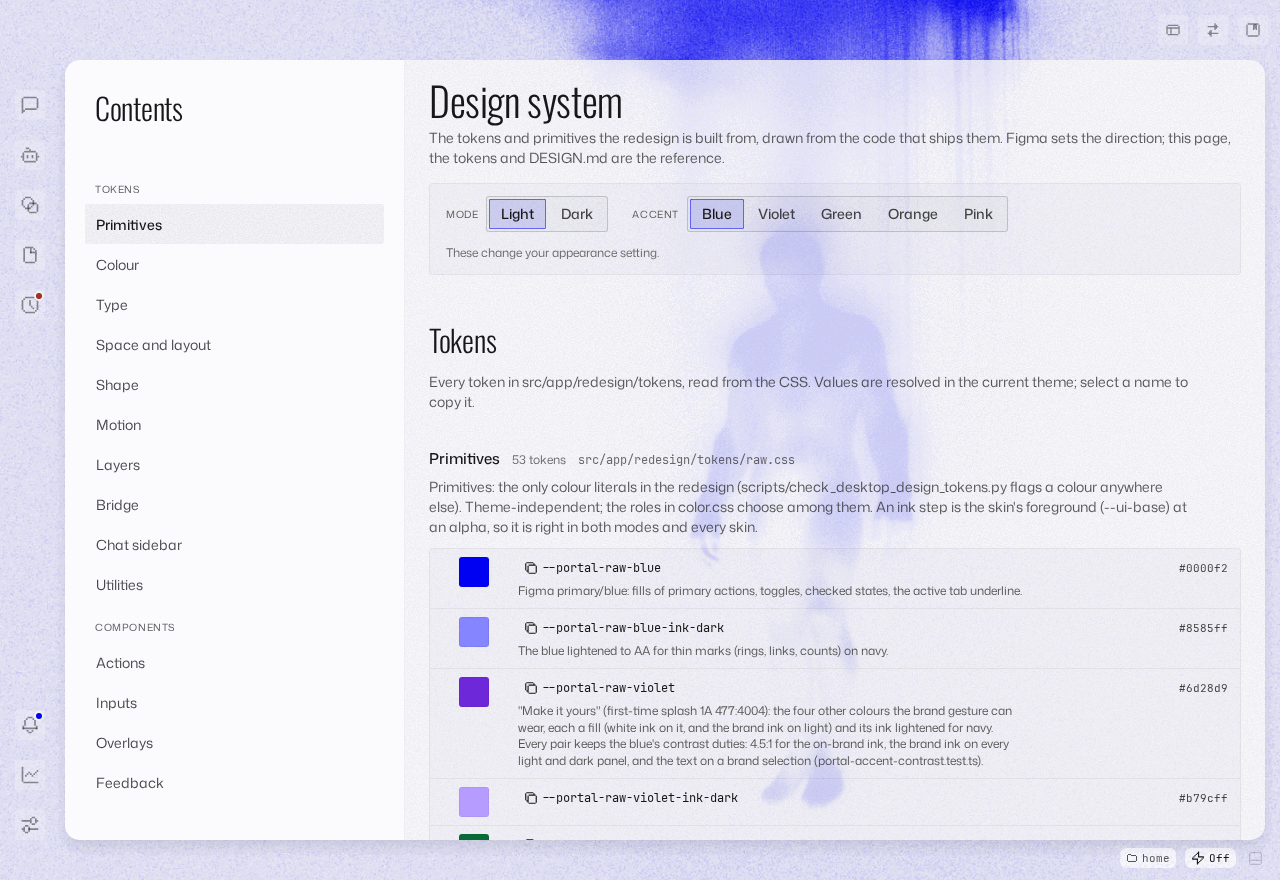 Contents
TOKENS
Primitives
Colour
Type
Space and layout
Shape
Motion
Layers
Bridge
Chat sidebar
Utilities
COMPONENTS
Actions
Inputs
Overlays
Feedback
Design system
The tokens and primitives the redesign is built from, drawn from the code that ships them. Figma sets the direction; this page,
the tokens and DESIGN.md are the reference.
MODE Light Dark ACCENT Blue Violet Green Orange Pink
These change your appearance setting.
Tokens
Every token in src/app/redesign/tokens, read from the CSS. Values are resolved in the current theme; select a name to
copy it.
Primitives 53 tokens src/app/redesign/tokens/raw.css
Primitives: the only colour literals in the redesign (scripts/check_desktop_design_tokens.py flags a colour anywhere
else). Theme-independent; the roles in color.css choose among them. An ink step is the skin's foreground (--ui-base) at
an alpha, so it is right in both modes and every skin.
--portal-raw-blue #0000f2
Figma primary/blue: fills of primary actions, toggles, checked states, the active tab underline.
--portal-raw-blue-ink-dark #8585ff
The blue lightened to AA for thin marks (rings, links, counts) on navy.
--portal-raw-violet #6d28d9
"Make it yours" (first-time splash 1A 477:4004): the four other colours the brand gesture can
wear, each a fill (white ink on it, and the brand ink on light) and its ink lightened for navy.
Every pair keeps the blue's contrast duties: 4.5:1 for the on-brand ink, the brand ink on every
light and dark panel, and the text on a brand selection (portal-accent-contrast.test.ts).
--portal-raw-violet-ink-dark #b79cff
home Off